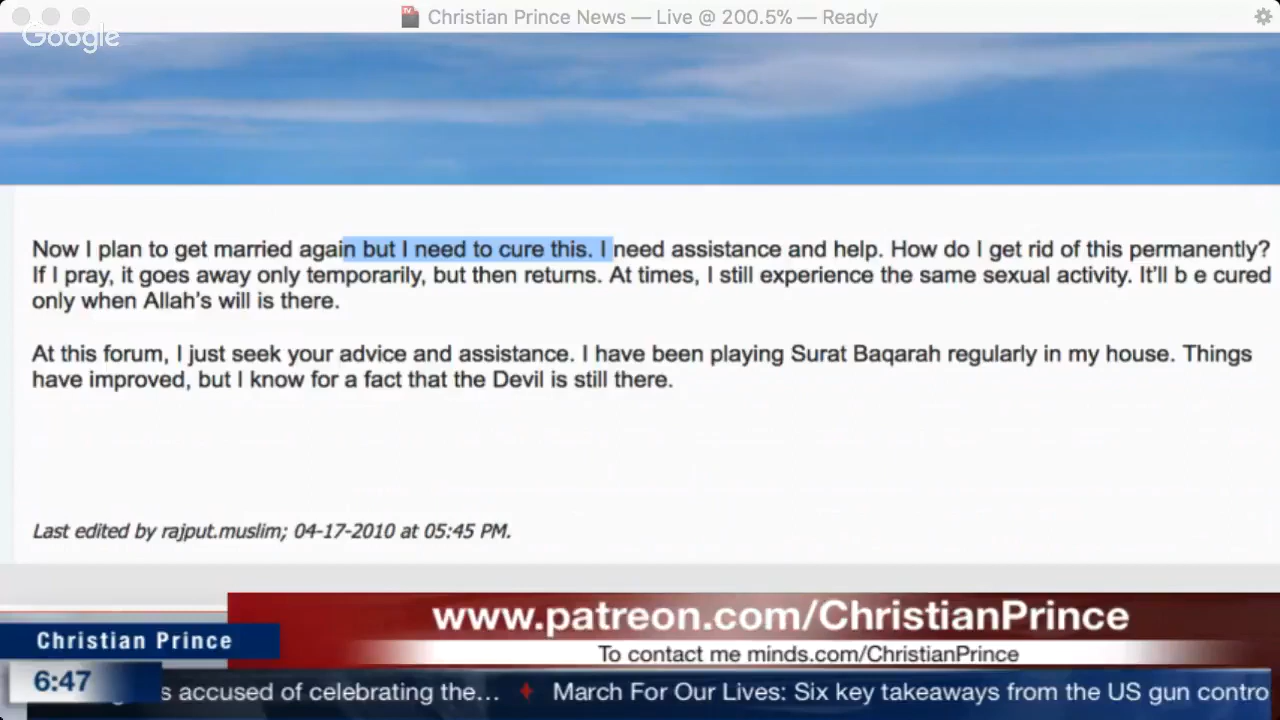 Christian Prince News — Live @ 200.5% — Ready
Google
Now I plan to get married again but I need to cure this. I need assistance and help. How do I get rid of this permanently?
If I pray, it goes away only temporarily, but then returns. At times, I still experience the same sexual activity. It'll b e cured
only when Allah's will is there.
At this forum, I just seek your advice and assistance. I have been playing Surat Baqarah regularly in my house. Things
have improved, but I know for a fact that the Devil is still there.
Last edited by rajput.muslim; 04-17-2010 at 05:45 PM.
www.patreon.com/ChristianPrince
Christian Prince
To contact me minds.com/ChristianPrince
6:47
s accused of celebrating the... ♦ March For Our Lives: Six key takeaways from the US gun contro